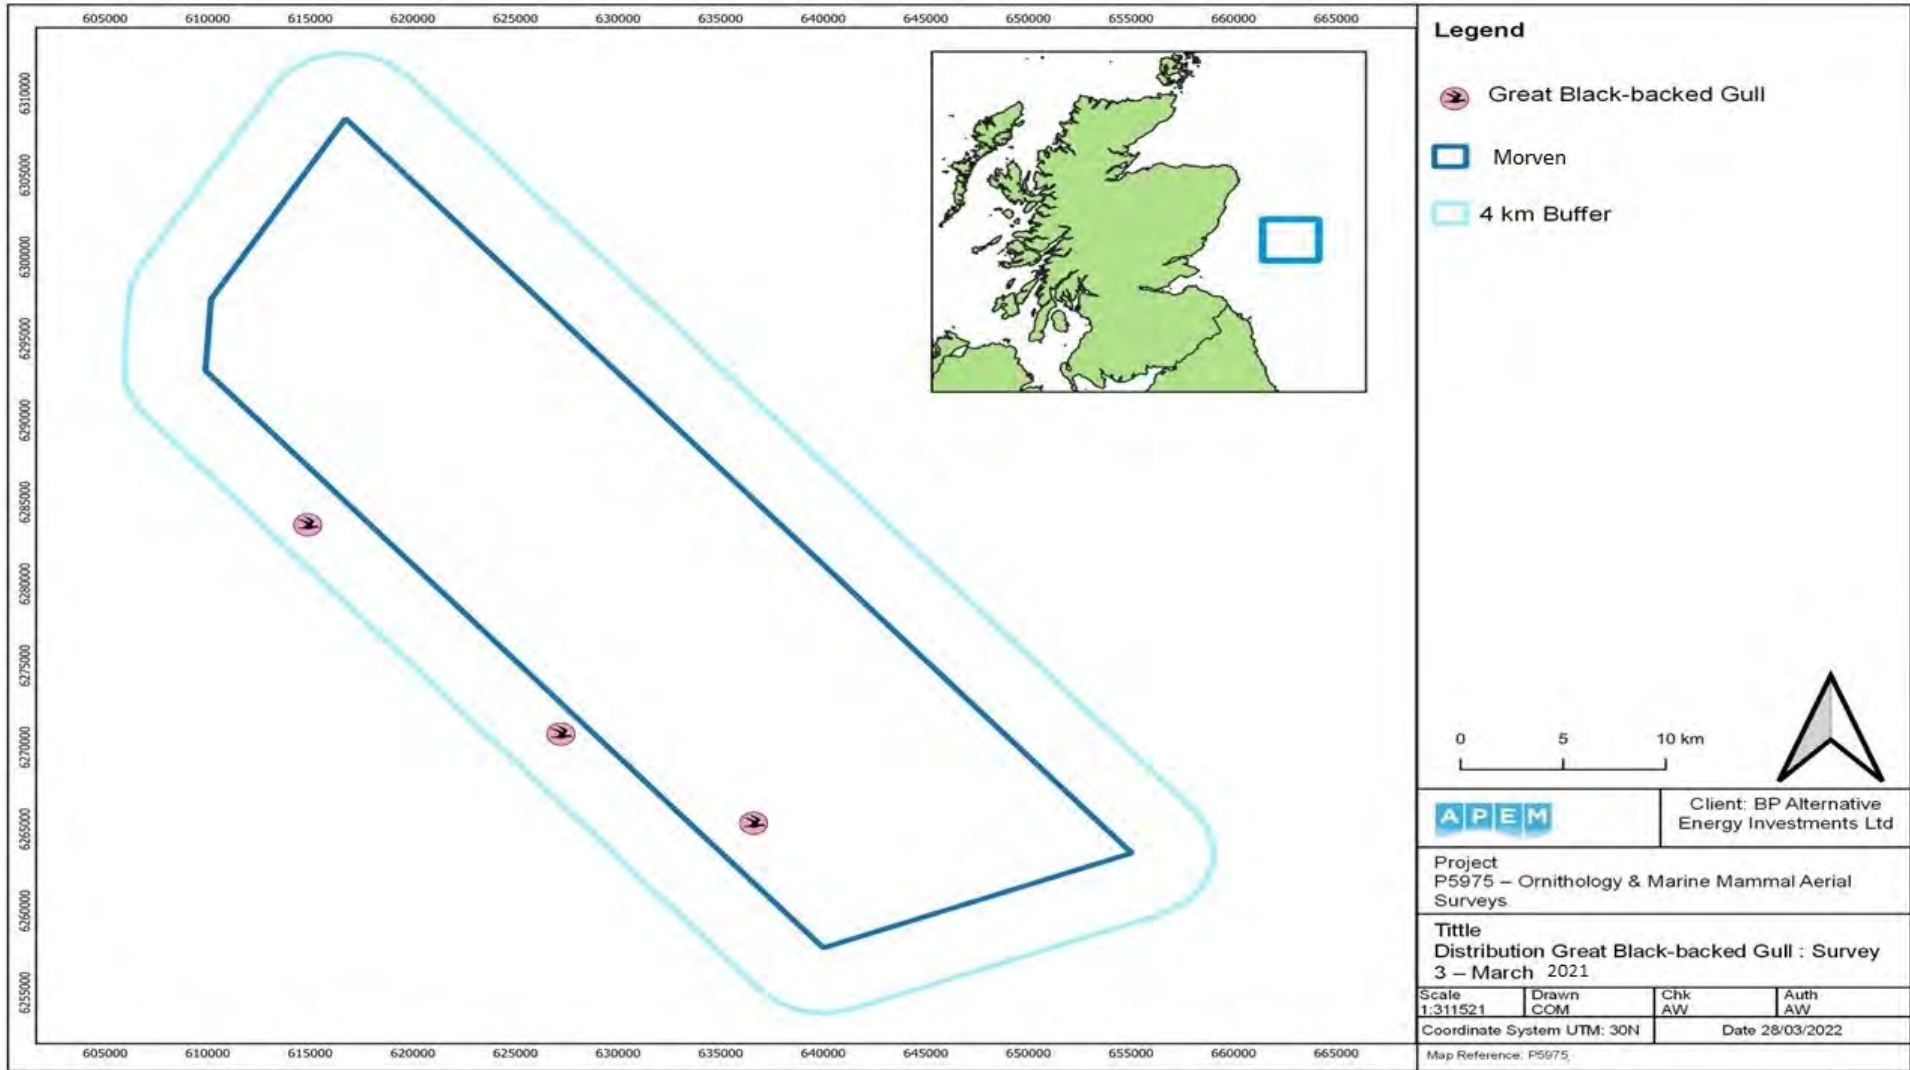 605000 610000 615000 620000 625000 630000 635000 640000 645000 650000 655000 660000 665000
6310000
6305000
6300000
6295000
6290000
6285000
6280000
6275000
6270000
6265000
6260000
6255000
605000 610000 615000 620000 625000 630000 635000 640000 645000 650000 655000 660000 665000
Legend
Great Black-backed Gull
Morven
4 km Buffer
0 5 10 km
APEM
Client: BP Alternative
Energy Investments Ltd
Project
P5975 – Ornithology & Marine Mammal Aerial
Surveys
Tittle
Distribution Great Black-backed Gull : Survey
3 – March 2021
Scale Drawn Chk Auth
1:311521 COM AW AW
Coordinate System UTM: 30N Date 28/03/2022
Map Reference: P5975